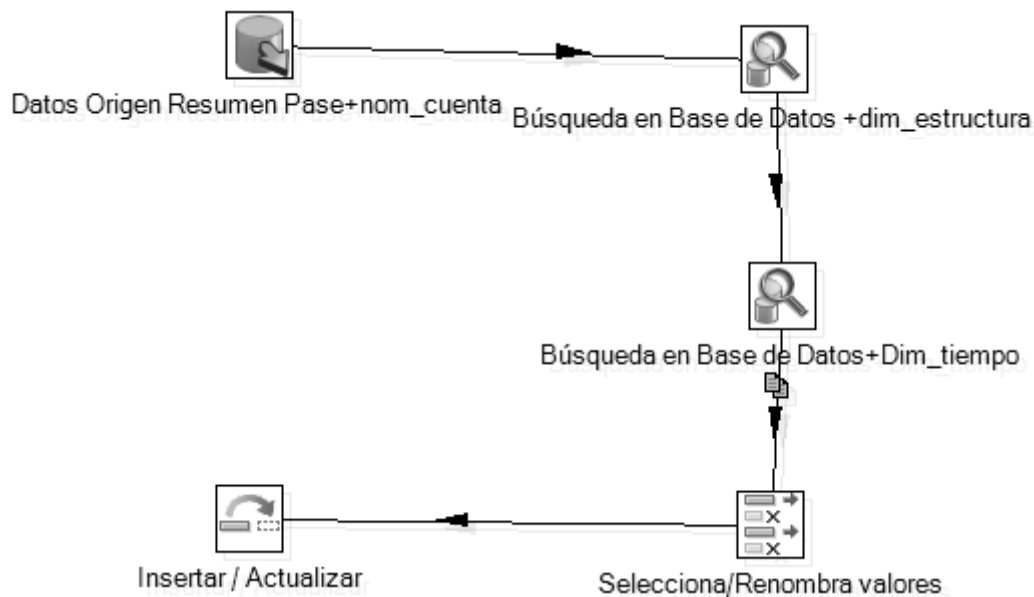 Datos Origen Resumen Pase+nom_cuenta
Búsqueda en Base de Datos +dim_estructura
Búsqueda en Base de Datos+Dim_tiempo
Insertar / Actualizar
Selecciona/Renombra valores